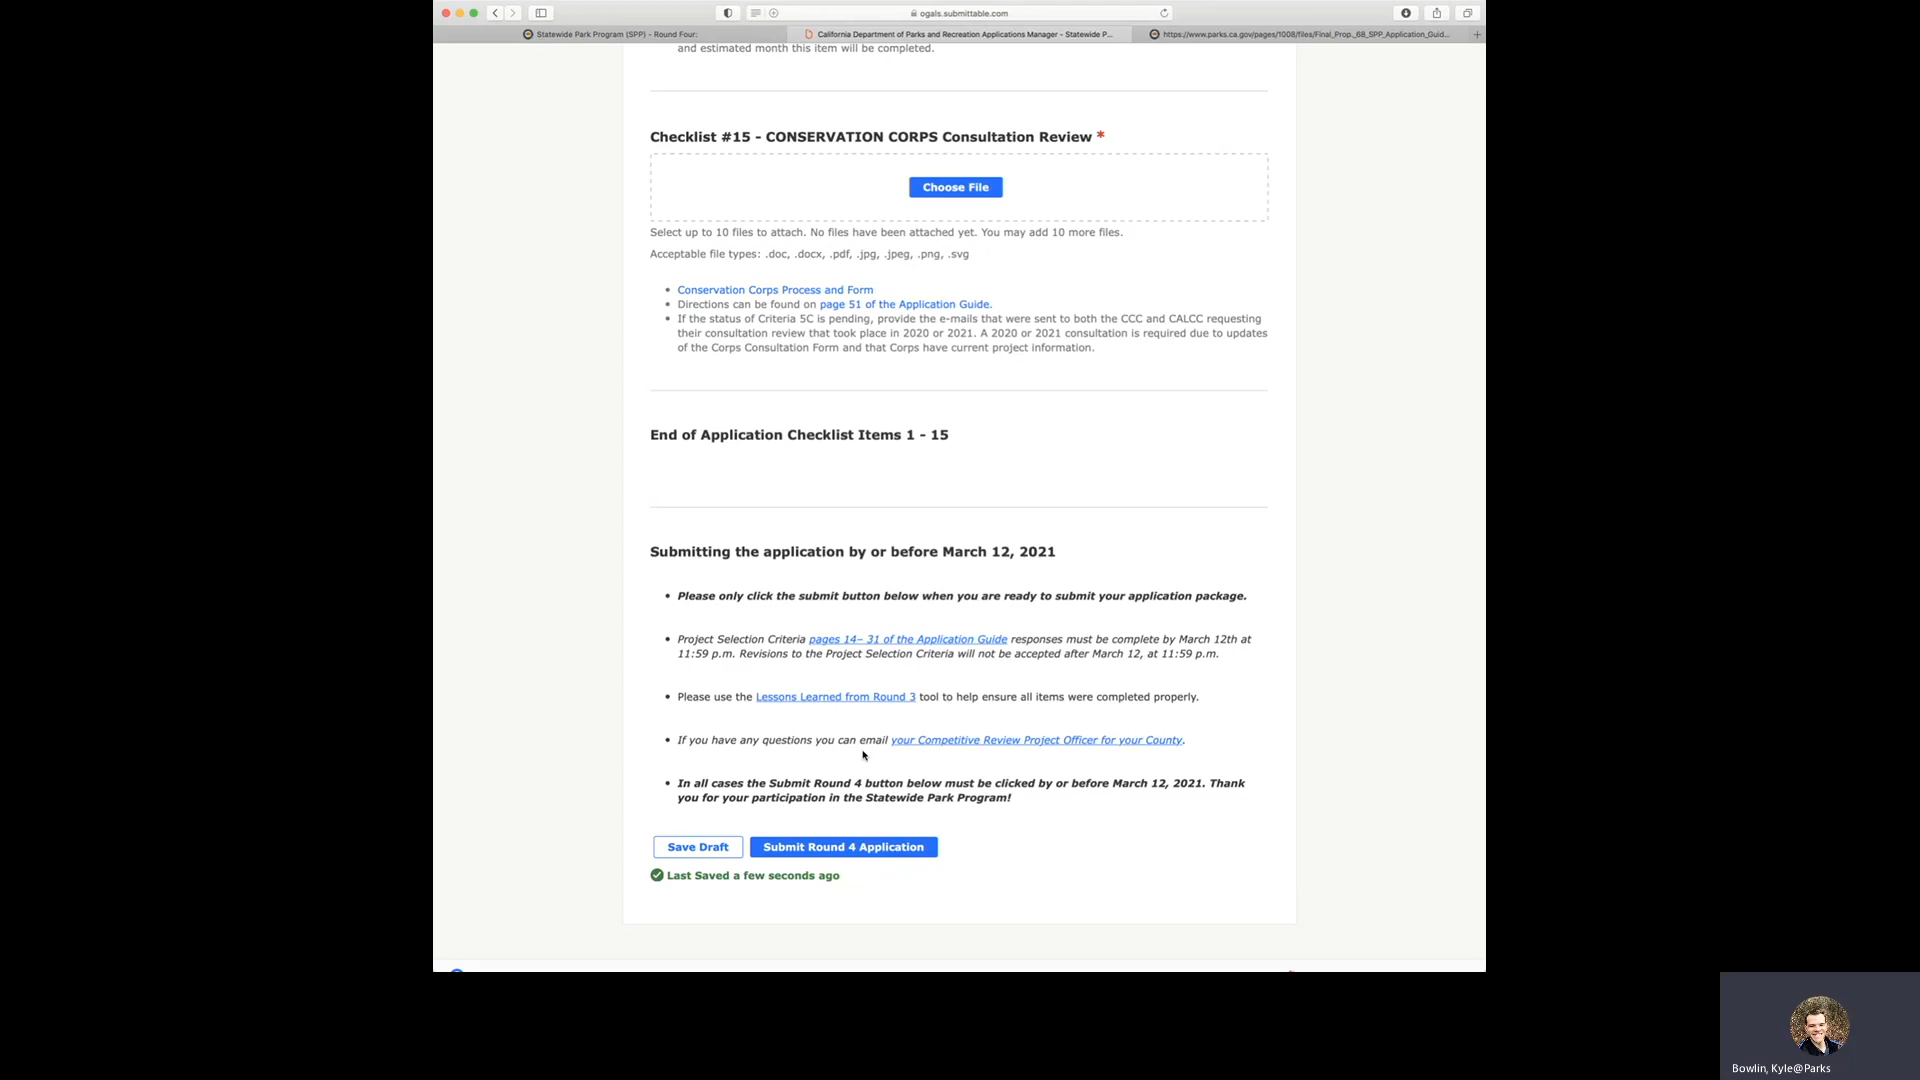 ogals.submittable.com
Statewide Park Program (SPP) - Round Four:
California Department of Parks and Recreation Applications Manager - Statewide P...
https://www.parks.ca.gov/pages/1008/files/Final_Prop._68_SPP_Application_Guid...
and estimated month this item will be completed.
Checklist #15 - CONSERVATION CORPS Consultation Review *
Choose File
Select up to 10 files to attach. No files have been attached yet. You may add 10 more files.
Acceptable file types: .doc, .docx, .pdf, .jpg, .jpeg, .png, .svg
• Conservation Corps Process and Form
• Directions can be found on page 51 of the Application Guide.
• If the status of Criteria 5C is pending, provide the e-mails that were sent to both the CCC and CALCC requesting
their consultation review that took place in 2020 or 2021. A 2020 or 2021 consultation is required due to updates
of the Corps Consultation Form and that Corps have current project information.
End of Application Checklist Items 1 - 15
Submitting the application by or before March 12, 2021
• Please only click the submit button below when you are ready to submit your application package.
• Project Selection Criteria pages 14– 31 of the Application Guide responses must be complete by March 12th at
11:59 p.m. Revisions to the Project Selection Criteria will not be accepted after March 12, at 11:59 p.m.
• Please use the Lessons Learned from Round 3 tool to help ensure all items were completed properly.
• If you have any questions you can email your Competitive Review Project Officer for your County.
• In all cases the Submit Round 4 button below must be clicked by or before March 12, 2021. Thank
you for your participation in the Statewide Park Program!
Save Draft
Submit Round 4 Application
Last Saved a few seconds ago
Bowlin, Kyle@Parks